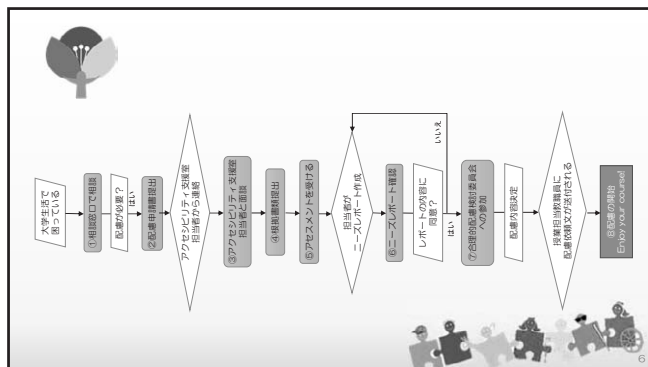 大学生活で
困っている
①相談窓口で相談
配慮が必要？
はい
②配慮申請書提出
アクセシビリティ支援室
担当者から連絡
③アクセシビリティ支援室
担当者と面談
④根拠書類提出
⑤アセスメントを受ける
担当者が
ニーズレポート作成
⑥ニーズレポート確認
レポートの内容に
同意？
いいえ
はい
⑦合理的配慮検討委員会
への参加
配慮内容決定
授業担当教職員に
配慮依頼文が送付される
⑧配慮の開始
Enjoy your course!
6